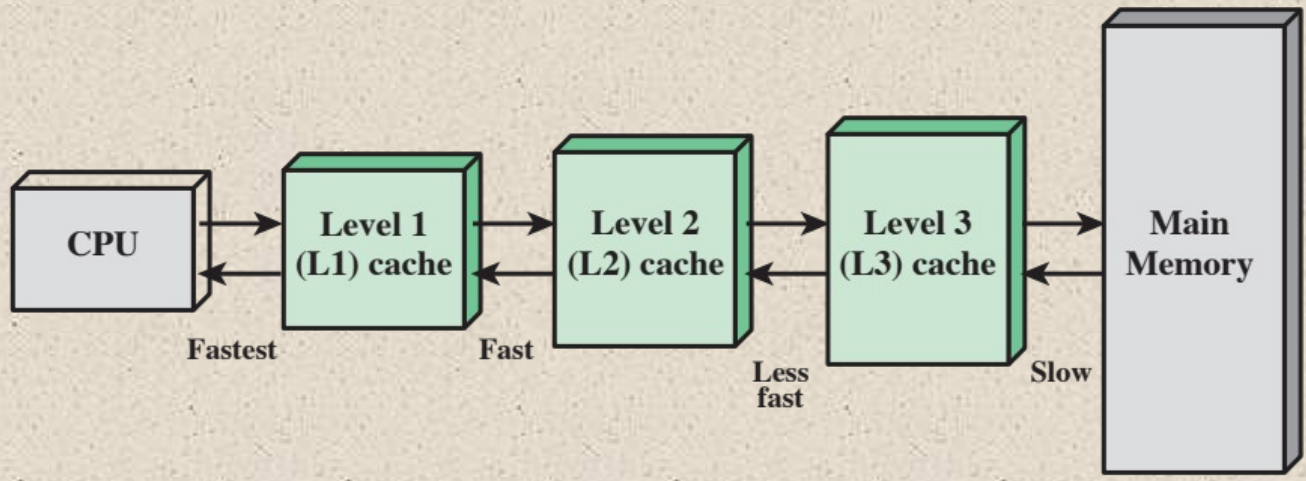 CPU
Level 1
(L1) cache
Level 2
(L2) cache
Level 3
(L3) cache
Main
Memory
Fastest
Fast
Less
fast
Slow